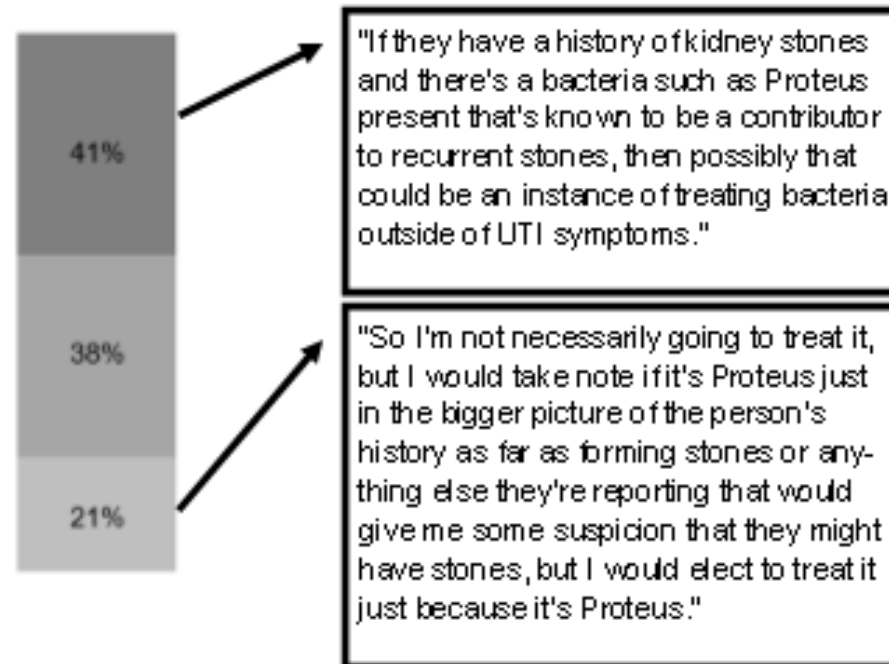 41%
38%
21%
"If they have a history of kidney stones
and there's a bacteria such as Proteus
present that's known to be a contributor
to recurrent stones, then possibly that
could be an instance of treating bacteria
outside of UTI symptoms."
"So I'm not necessarily going to treat it,
but I would take note if it's Proteus just
in the bigger picture of the person's
history as far as forming stones or any-
thing else they're reporting that would
give me some suspicion that they might
have stones, but I would elect to treat it
just because it's Proteus."